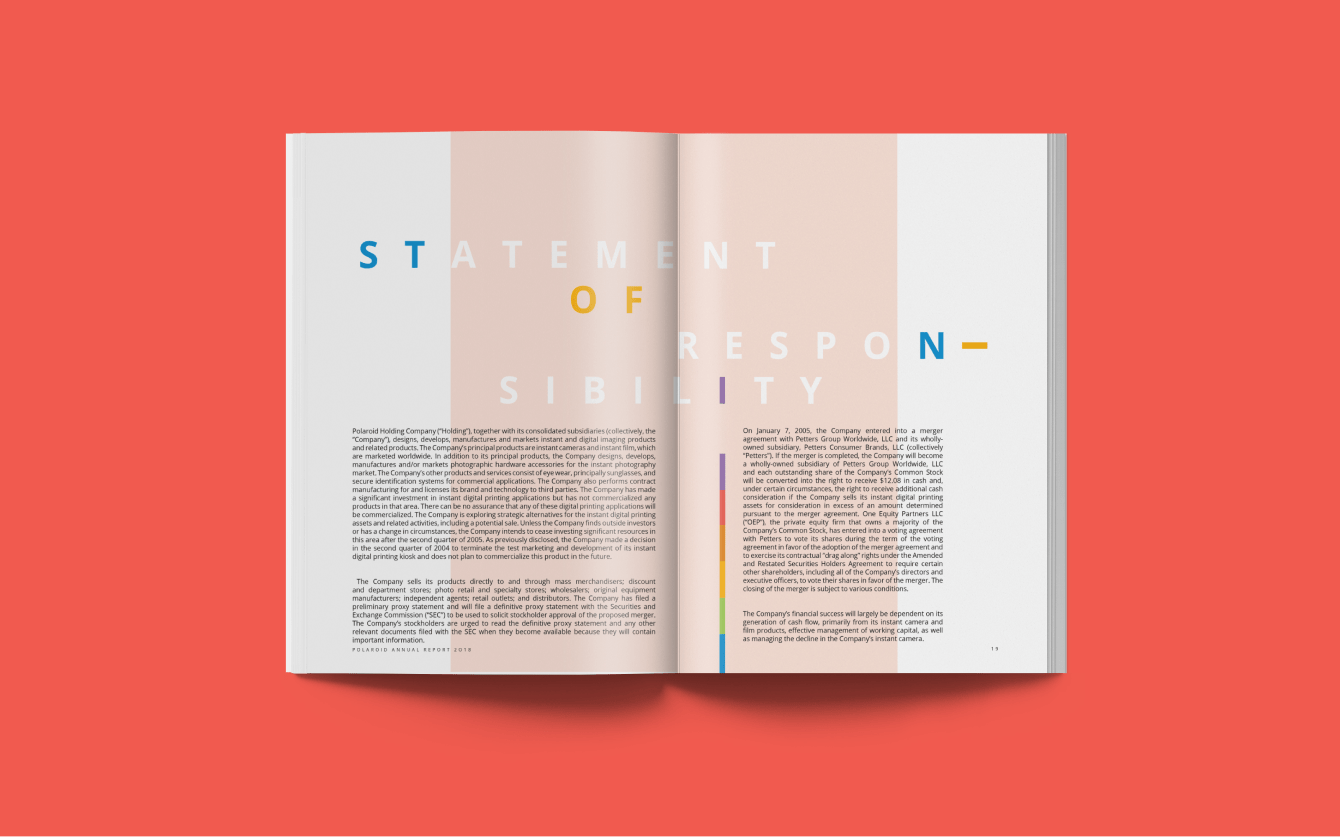 STATEMENT
OF
RESPON–
SIBILITY
Polaroid Holding Company (“Holding”), together with its consolidated subsidiaries (collectively, the
“Company”), designs, develops, manufactures and markets instant and digital imaging products
and related products. The Company’s principal products are instant cameras and instant film, which
are marketed worldwide. In addition to its principal products, the Company designs, develops,
manufactures and/or markets photographic hardware accessories for the instant photography
market. The Company’s other products and services consist of eye wear, principally sunglasses, and
secure identification systems for commercial applications. The Company also performs contract
manufacturing for and licenses its brand and technology to third parties. The Company has made
a significant investment in instant digital printing applications but has not commercialized any
products in that area. There can be no assurance that any of these digital printing applications will
be commercialized. The Company is exploring strategic alternatives for the instant digital printing
assets and related activities, including a potential sale. Unless the Company finds outside investors
or has a change in circumstances, the Company intends to cease investing significant resources in
this area after the second quarter of 2005. As previously disclosed, the Company made a decision
in the second quarter of 2004 to terminate the test marketing and development of its instant
digital printing kiosk and does not plan to commercialize this product in the future.
The Company sells its products directly to and through mass merchandisers; discount
and department stores; photo retail and specialty stores; wholesalers; original equipment
manufacturers; independent agents; retail outlets; and distributors. The Company has filed a
preliminary proxy statement and will file a definitive proxy statement with the Securities and
Exchange Commission (“SEC”) to be used to solicit stockholder approval of the proposed merger.
The Company’s stockholders are urged to read the definitive proxy statement and any other
relevant documents filed with the SEC when they become available because they will contain
important information.
POLAROID ANNUAL REPORT 2018
On January 7, 2005, the Company entered into a merger
agreement with Petters Group Worldwide, LLC and its wholly-
owned subsidiary, Petters Consumer Brands, LLC (collectively
“Petters”). If the merger is completed, the Company will become
a wholly-owned subsidiary of Petters Group Worldwide, LLC
and each outstanding share of the Company’s Common Stock
will be converted into the right to receive $12.08 in cash and,
under certain circumstances, the right to receive additional cash
consideration if the Company sells its instant digital printing
assets for consideration in excess of an amount determined
pursuant to the merger agreement. One Equity Partners LLC
(“OEP”), the private equity firm that owns a majority of the
Company’s Common Stock, has entered into a voting agreement
with Petters to vote its shares during the term of the voting
agreement in favor of the adoption of the merger agreement and
to exercise its contractual “drag along” rights under the Amended
and Restated Securities Holders Agreement to require certain
other shareholders, including all of the Company’s directors and
executive officers, to vote their shares in favor of the merger. The
closing of the merger is subject to various conditions.
The Company’s financial success will largely be dependent on its
generation of cash flow, primarily from its instant camera and
film products, effective management of working capital, as well
as managing the decline in the Company’s instant camera.